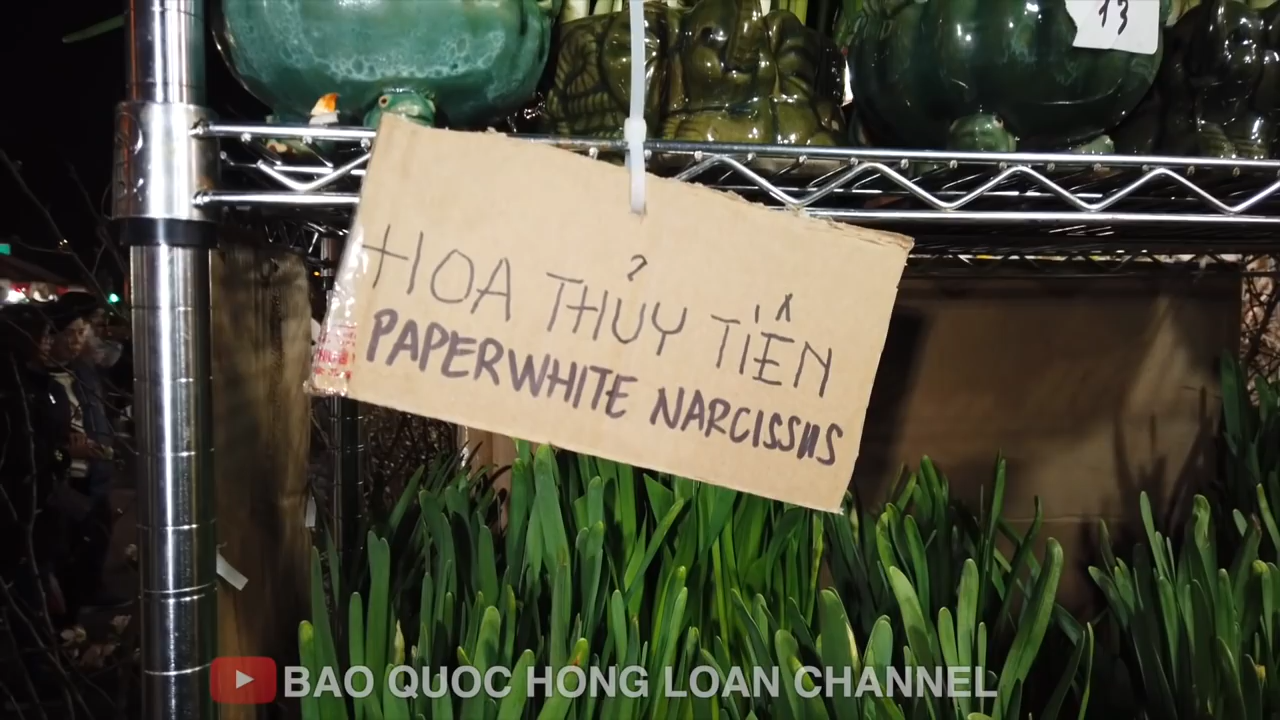 13
HOA THỦY TIÊN
PAPERWHITE NARCISSUS
BAO QUOC HONG LOAN CHANNEL